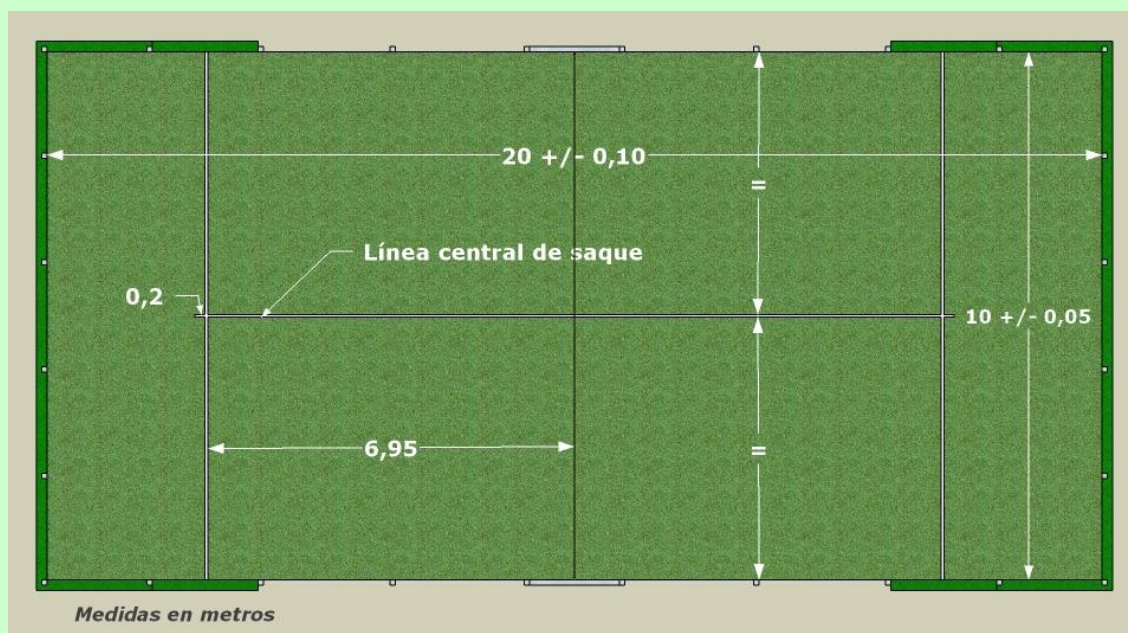 20 +/- 0,10
=
Línea central de saque
0,2
10 +/- 0,05
6,95
=
Medidas en metros